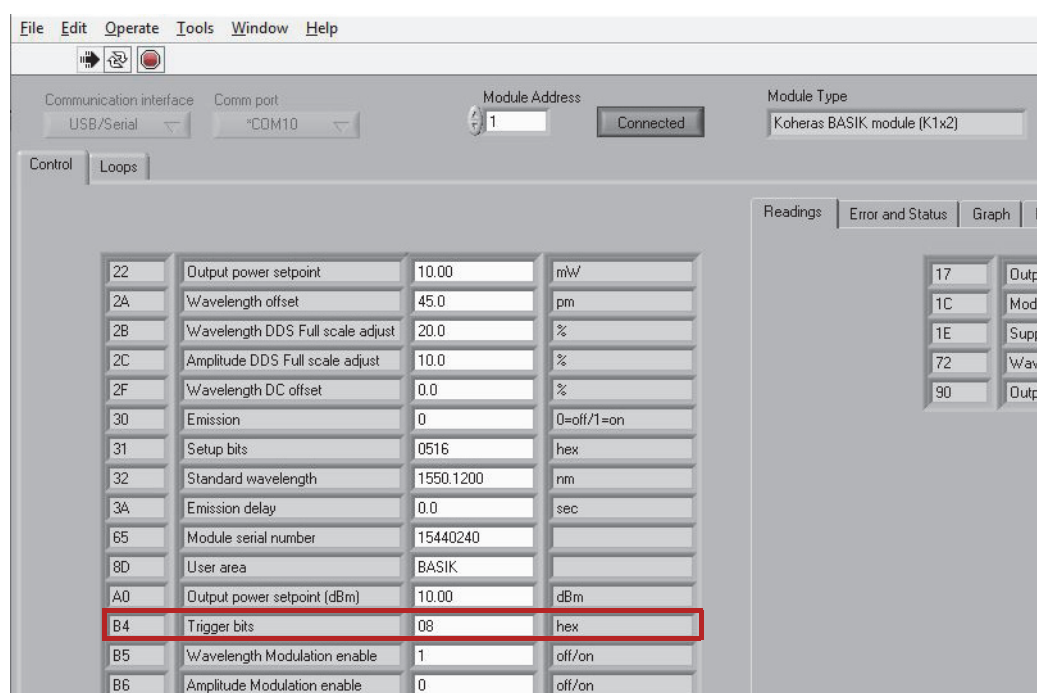 File Edit Operate Tools Window Help
Communication interface Comm port Module Address Module Type
USB/Serial "COM10 1 Connected Koheras BASIK module (K1x2)
Control Loops
Readings Error and Status Graph
22 Output power setpoint 10.00 mW
2A Wavelength offset 45.0 pm
2B Wavelength DDS Full scale adjust 20.0 %
2C Amplitude DDS Full scale adjust 10.0 %
2F Wavelength DC offset 0.0 %
30 Emission 0 0=off/1=on
31 Setup bits 0516 hex
32 Standard wavelength 1550.1200 nm
3A Emission delay 0.0 sec
65 Module serial number 15440240
8D User area BASIK
A0 Output power setpoint (dBm) 10.00 dBm
B4 Trigger bits 08 hex
B5 Wavelength Modulation enable 1 off/on
B6 Amplitude Modulation enable 0 off/on
17 Outp
1C Mod
1E Supp
72 Wav
90 Outp